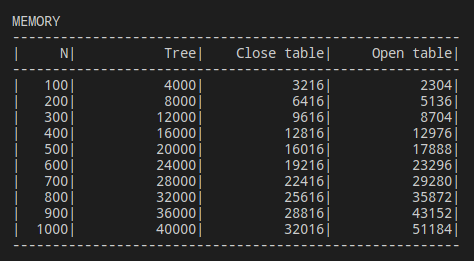 MEMORY
---------------------------------------------------------
|     N|           Tree|    Close table|     Open table|
---------------------------------------------------------
|   100|           4000|           3216|           2304|
|   200|           8000|           6416|           5136|
|   300|          12000|           9616|           8704|
|   400|          16000|          12816|          12976|
|   500|          20000|          16016|          17888|
|   600|          24000|          19216|          23296|
|   700|          28000|          22416|          29280|
|   800|          32000|          25616|          35872|
|   900|          36000|          28816|          43152|
|  1000|          40000|          32016|          51184|
---------------------------------------------------------